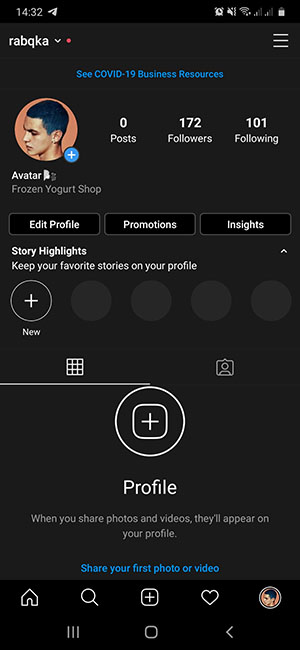 14:32
rabqka
See COVID-19 Business Resources
0 172 101
Posts Followers Following
Avatar🌬
Frozen Yogurt Shop
Edit Profile Promotions Insights
Story Highlights
Keep your favorite stories on your profile
New
Profile
When you share photos and videos, they'll appear on
your profile.
Share your first photo or video